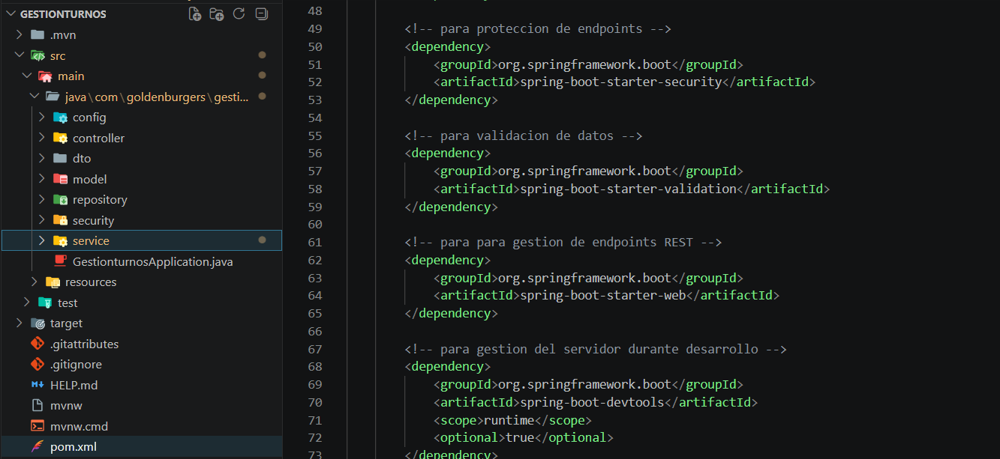 GESTIONTURNOS
.mvn
src
main
java\com\goldenburgers\gesti...
config
controller
dto
model
repository
security
service
GestionturnosApplication.java
resources
test
target
.gitattributes
.gitignore
HELP.md
mvnw
mvnw.cmd
pom.xml
48
49 <!-- para proteccion de endpoints -->
50 <dependency>
51 <groupId>org.springframework.boot</groupId>
52 <artifactId>spring-boot-starter-security</artifactId>
53 </dependency>
54
55 <!-- para validacion de datos -->
56 <dependency>
57 <groupId>org.springframework.boot</groupId>
58 <artifactId>spring-boot-starter-validation</artifactId>
59 </dependency>
60
61 <!-- para para gestion de endpoints REST -->
62 <dependency>
63 <groupId>org.springframework.boot</groupId>
64 <artifactId>spring-boot-starter-web</artifactId>
65 </dependency>
66
67 <!-- para gestion del servidor durante desarrollo -->
68 <dependency>
69 <groupId>org.springframework.boot</groupId>
70 <artifactId>spring-boot-devtools</artifactId>
71 <scope>runtime</scope>
72 <optional>true</optional>
73 </dependency>